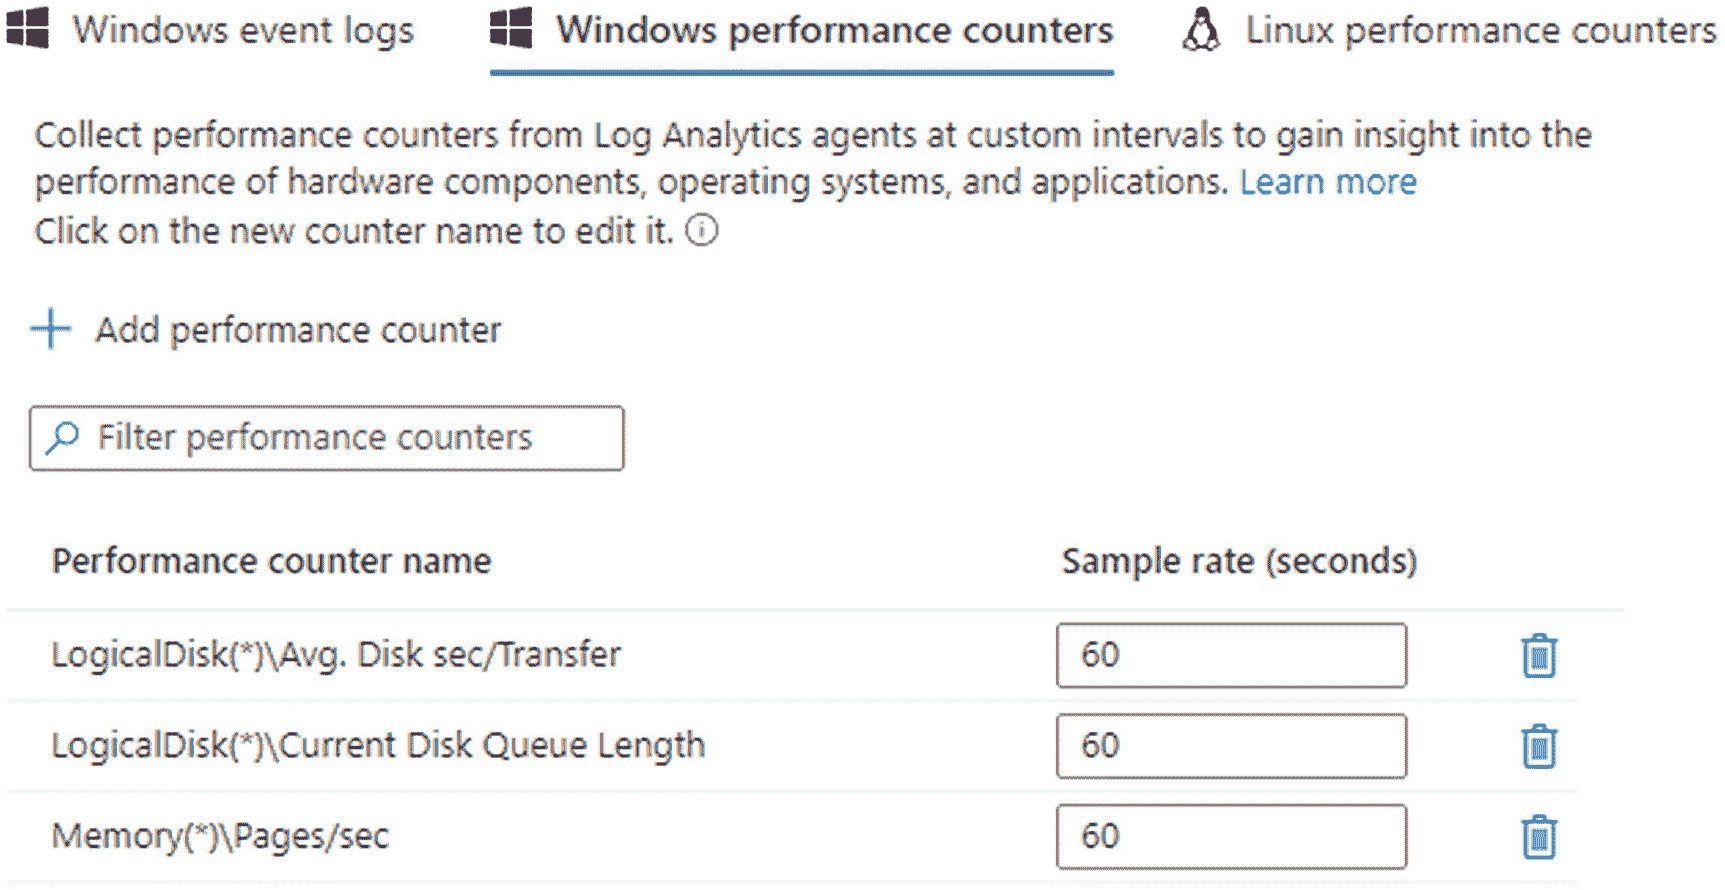 Windows event logs Windows performance counters Linux performance counters
Collect performance counters from Log Analytics agents at custom intervals to gain insight into the
performance of hardware components, operating systems, and applications. Learn more
Click on the new counter name to edit it.
Add performance counter
Filter performance counters
Performance counter name Sample rate (seconds)
LogicalDisk(*)\Avg. Disk sec/Transfer 60
LogicalDisk(*)\Current Disk Queue Length 60
Memory(*)\Pages/sec 60